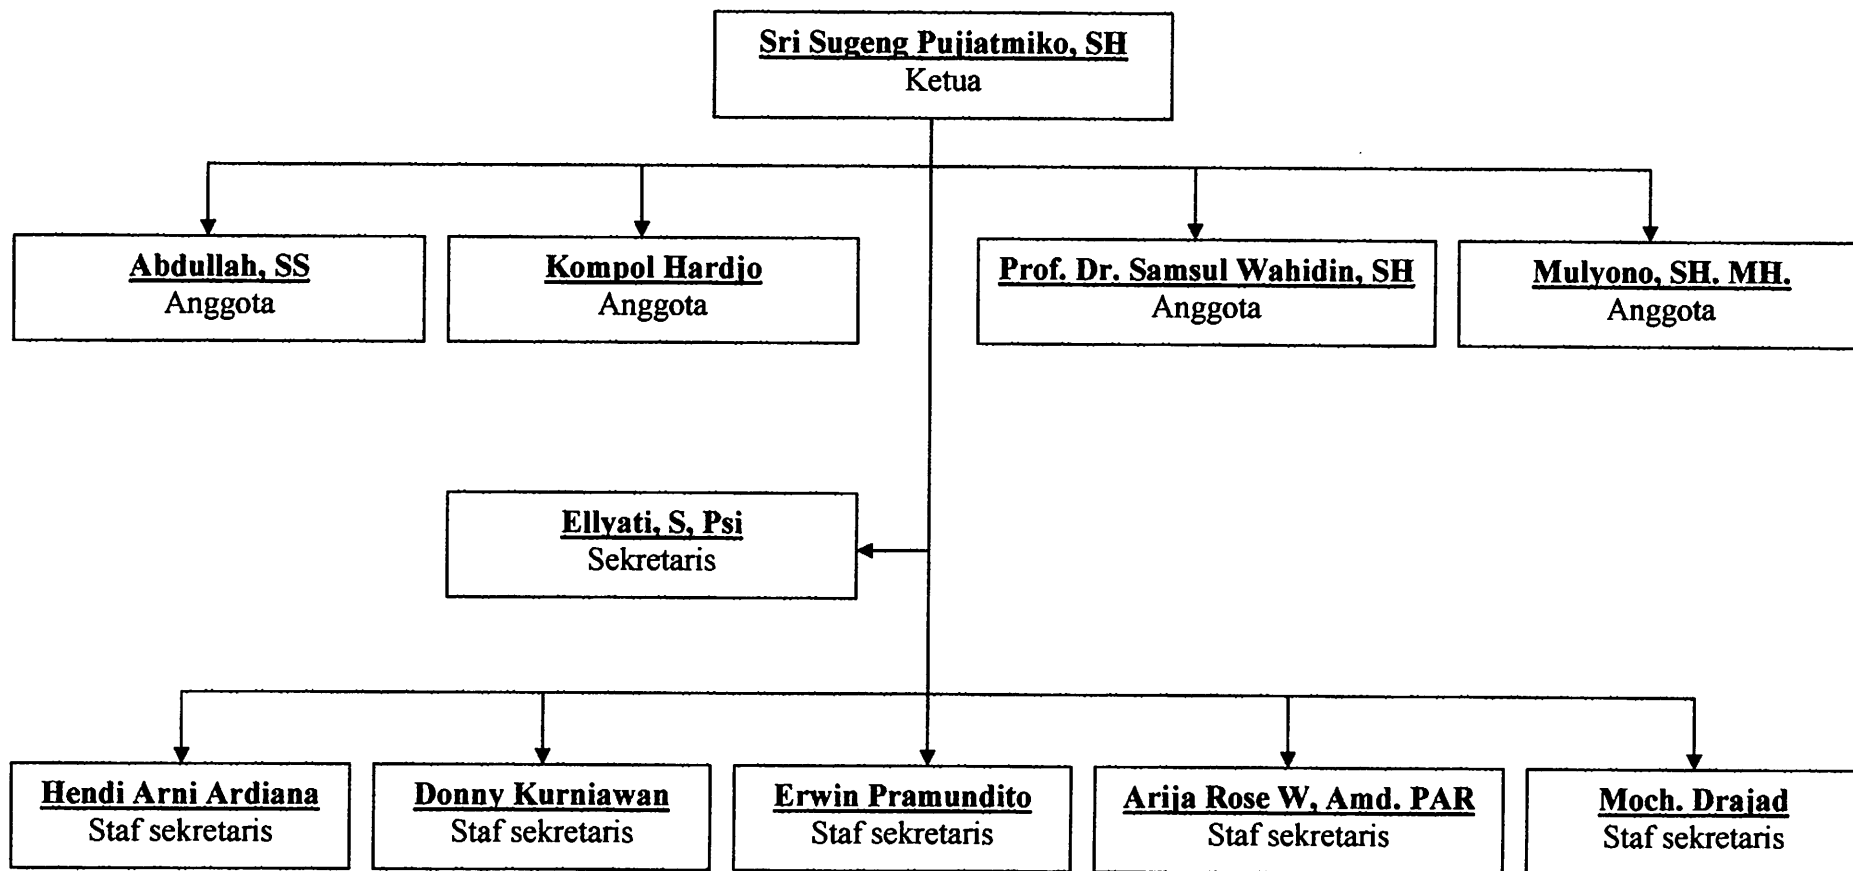 Sri Sugeng Pujiatmiko, SH
Ketua
Abdullah, SS
Anggota
Kompol Hardjo
Anggota
Prof. Dr. Samsul Wahidin, SH
Anggota
Mulyono, SH. MH.
Anggota
Ellyati, S, Psi
Sekretaris
Hendi Arni Ardiana
Staf sekretaris
Donny Kurniawan
Staf sekretaris
Erwin Pramundito
Staf sekretaris
Arija Rose W, Amd. PAR
Staf sekretaris
Moch. Drajad
Staf sekretaris